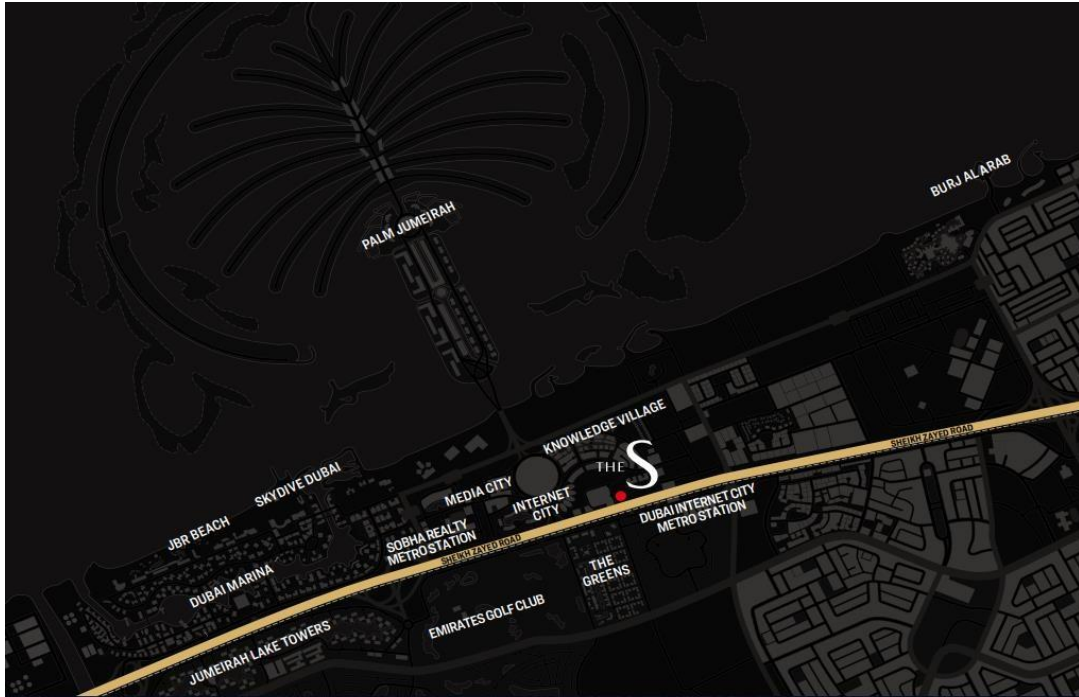 BURJ AL ARAB
PALM JUMEIRAH
KNOWLEDGE VILLAGE
SHEIKH ZAYED ROAD
THE S
SKYDIVE DUBAI
MEDIA CITY
INTERNET
CITY
DUBAI INTERNET CITY
METRO STATION
JBR BEACH
SOBHA REALTY
METRO STATION
SHEIKH ZAYED ROAD
THE
GREENS
DUBAI MARINA
EMIRATES GOLF CLUB
JUMEIRAH LAKE TOWERS